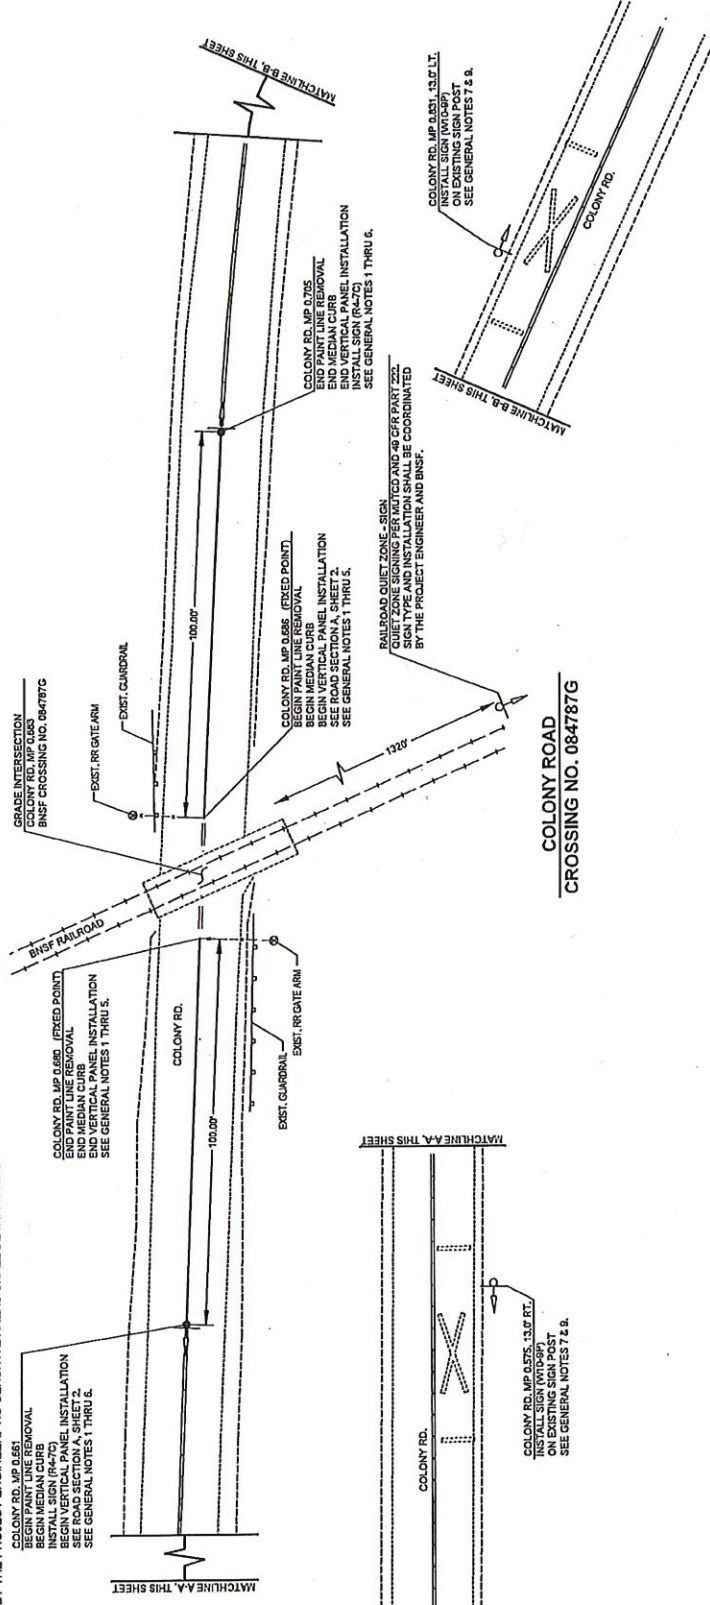 COLONY RD. MP 0.661
BEGIN PAINT LINE REMOVAL
BEGIN MEDIAN CURB
INSTALL SIGN (R4-7C)
BEGIN VERTICAL PANEL INSTALLATION
SEE ROAD SECTION A, SHEET 2.
SEE GENERAL NOTES 1 THRU 6.
MATCHLINE A-A, THIS SHEET
COLONY RD. MP 0.680 (FIXED POINT)
END PAINT LINE REMOVAL
END MEDIAN CURB
END VERTICAL PANEL INSTALLATION
SEE GENERAL NOTES 1 THRU 5.
COLONY RD.
100.00'
EXIST. GUARDRAIL
EXIST. RR GATE ARM
BNSF RAILROAD
GRADE INTERSECTION
COLONY RD. MP 0.683
BNSF CROSSING NO. 084787G
EXIST. RR GATE ARM
EXIST. GUARDRAIL
100.00'
COLONY RD. MP 0.686 (FIXED POINT)
BEGIN PAINT LINE REMOVAL
BEGIN MEDIAN CURB
BEGIN VERTICAL PANEL INSTALLATION
SEE ROAD SECTION A, SHEET 2.
SEE GENERAL NOTES 1 THRU 5.
COLONY RD. MP 0.705
END PAINT LINE REMOVAL
END MEDIAN CURB
END VERTICAL PANEL INSTALLATION
INSTALL SIGN (R4-7C)
SEE GENERAL NOTES 1 THRU 6.
MATCHLINE B-B, THIS SHEET
MATCHLINE A-A, THIS SHEET
COLONY RD.
COLONY RD. MP 0.575, 13.0' RT.
INSTALL SIGN (W10-9P)
ON EXISTING SIGN POST
SEE GENERAL NOTES 7 & 9.
1320'
RAILROAD QUIET ZONE - SIGN
QUIET ZONE SIGNING PER MUTCD AND 49 CFR PART 222.
SIGN TYPE AND INSTALLATION SHALL BE COORDINATED
BY THE PROJECT ENGINEER AND BNSF.
MATCHLINE B-B, THIS SHEET
COLONY RD.
COLONY RD. MP 0.831, 13.0' LT.
INSTALL SIGN (W10-9P)
ON EXISTING SIGN POST
SEE GENERAL NOTES 7 & 9.
COLONY ROAD
CROSSING NO. 084787G